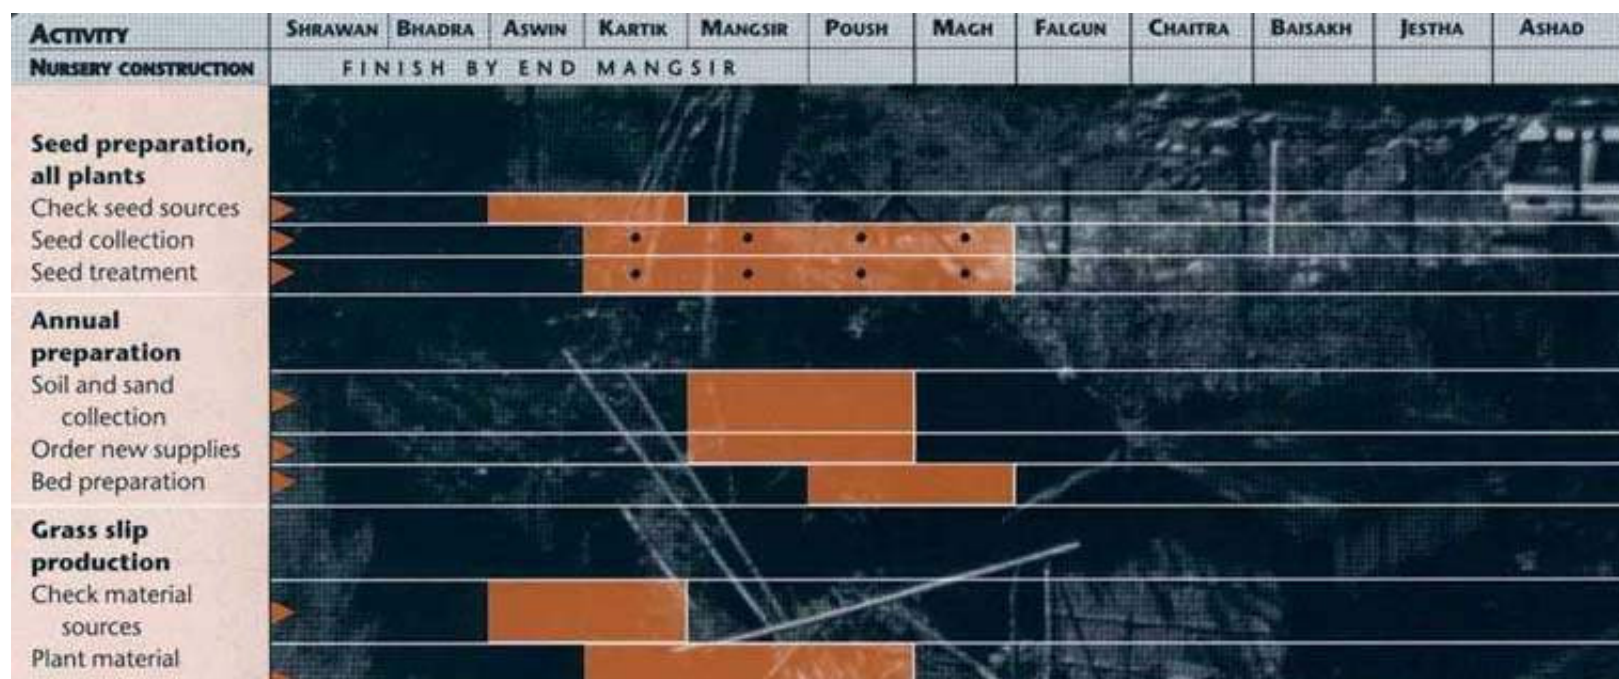 ACTIVITY SHRAWAN BHADRA ASWIN KARTIK MANGSIR POUSH MAGH FALGUN CHAITRA BAISAKH JESTHA ASHAD
NURSERY CONSTRUCTION FINISH BY END MANGSIR
Seed preparation,
all plants
Check seed sources
Seed collection
Seed treatment
Annual
preparation
Soil and sand
collection
Order new supplies
Bed preparation
Grass slip
production
Check material
sources
Plant material